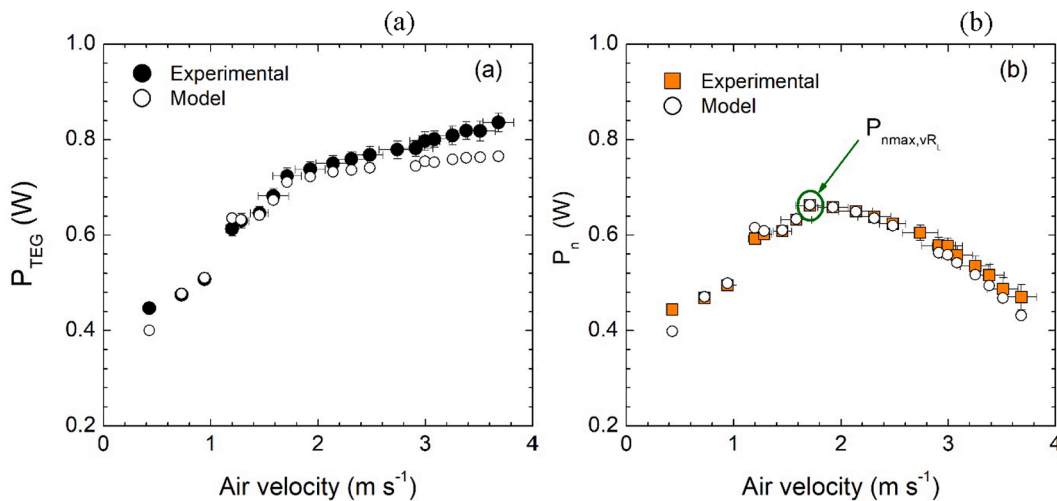 (a)
(b)
1.0
0.8
0.6
0.4
0.2
0
1
2
3
4
P_TEG (W)
Air velocity (m s⁻¹)
Experimental
Model
(a)
1.0
0.8
0.6
0.4
0.2
0
1
2
3
4
P_n (W)
Air velocity (m s⁻¹)
Experimental
Model
(b)
P_nmax,vR_L